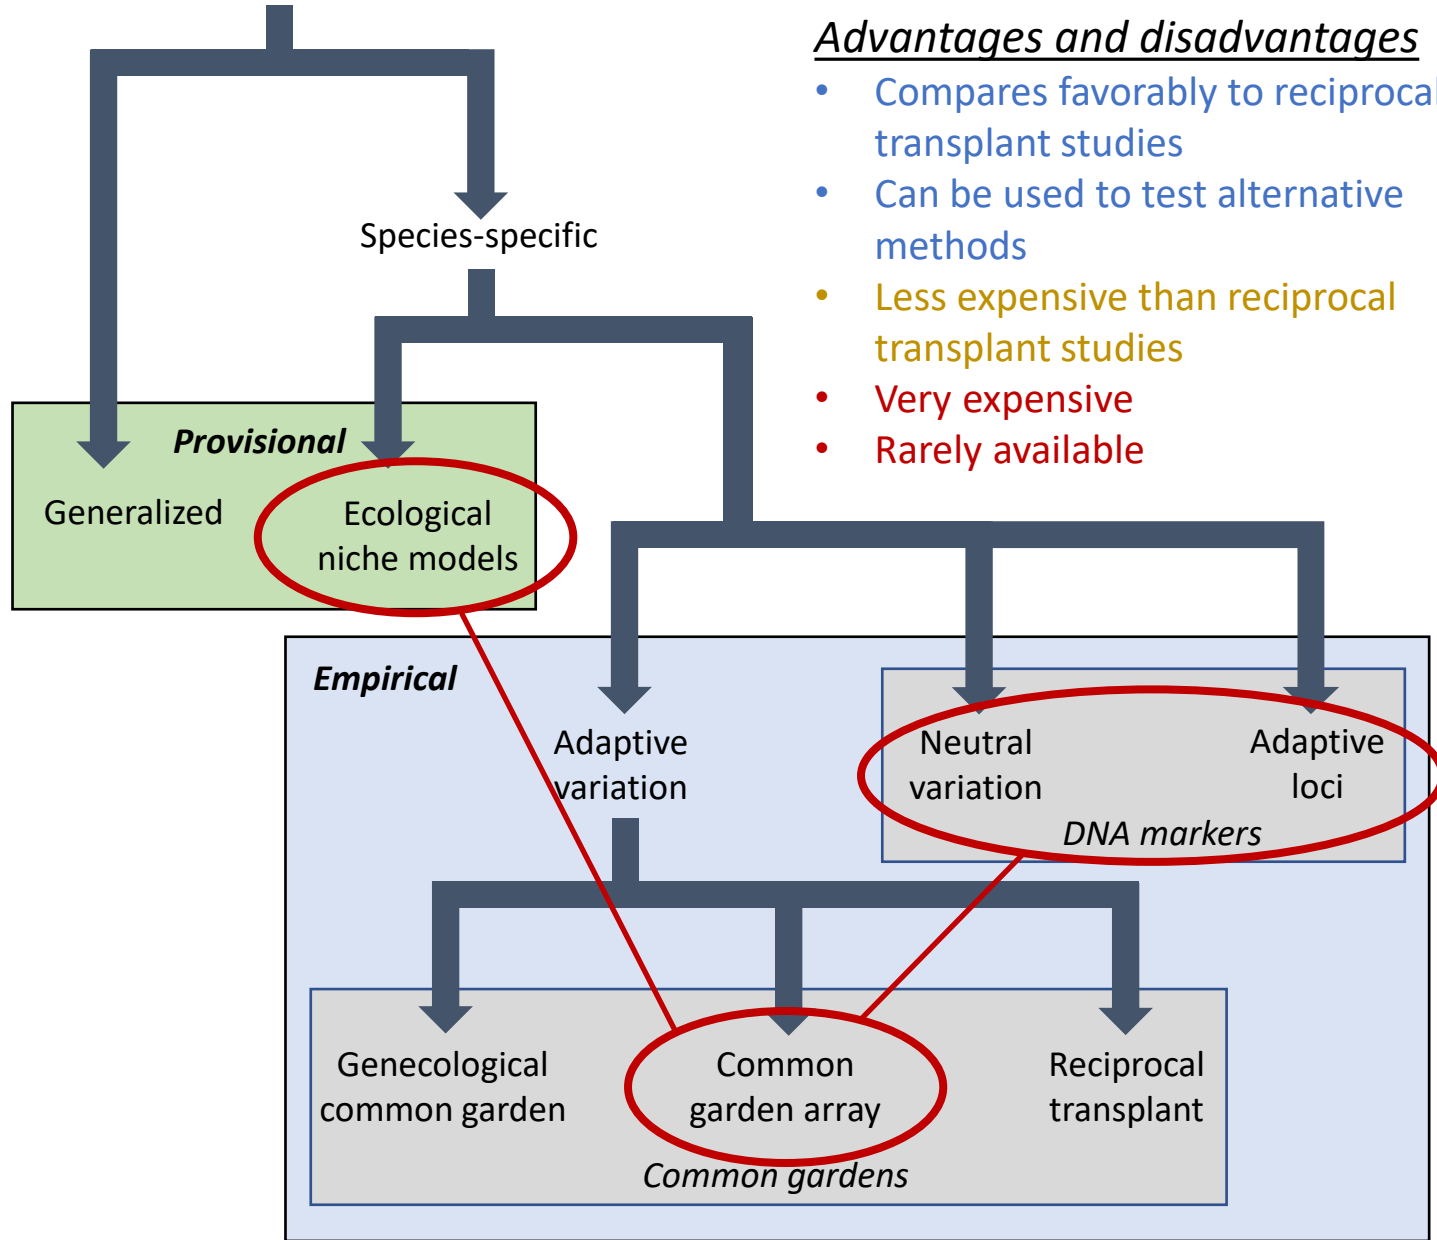 Advantages and disadvantages
• Compares favorably to reciprocal
transplant studies
• Can be used to test alternative
methods
• Less expensive than reciprocal
transplant studies
• Very expensive
• Rarely available
Species-specific
Provisional
Generalized
Ecological
niche models
Empirical
Adaptive
variation
Neutral
variation
Adaptive
loci
DNA markers
Genecological
common garden
Common
garden array
Reciprocal
transplant
Common gardens